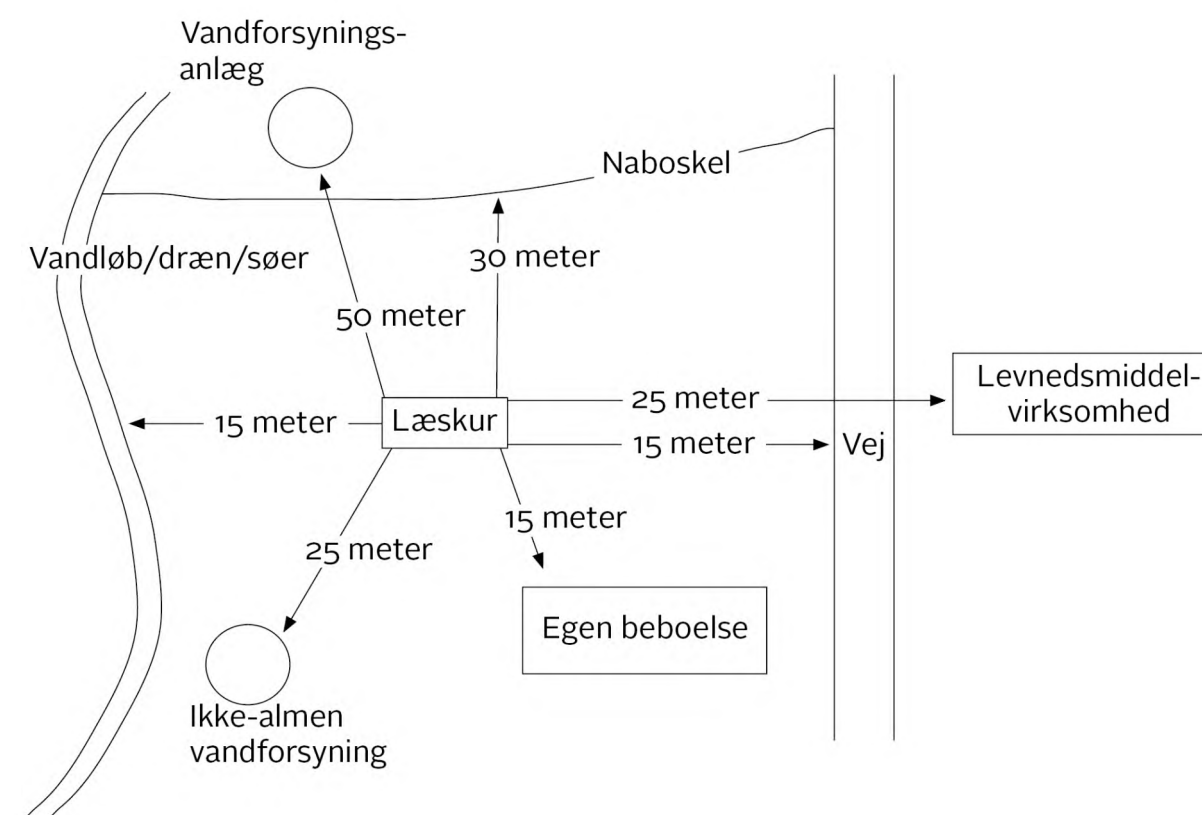 Vandforsynings-
anlæg
Naboskel
Vandløb/dræn/søer
30 meter
50 meter
Levnedsmiddel-
virksomhed
25 meter
15 meter
Læskur
15 meter
Vej
15 meter
25 meter
Egen beboelse
Ikke-almen
vandforsyning